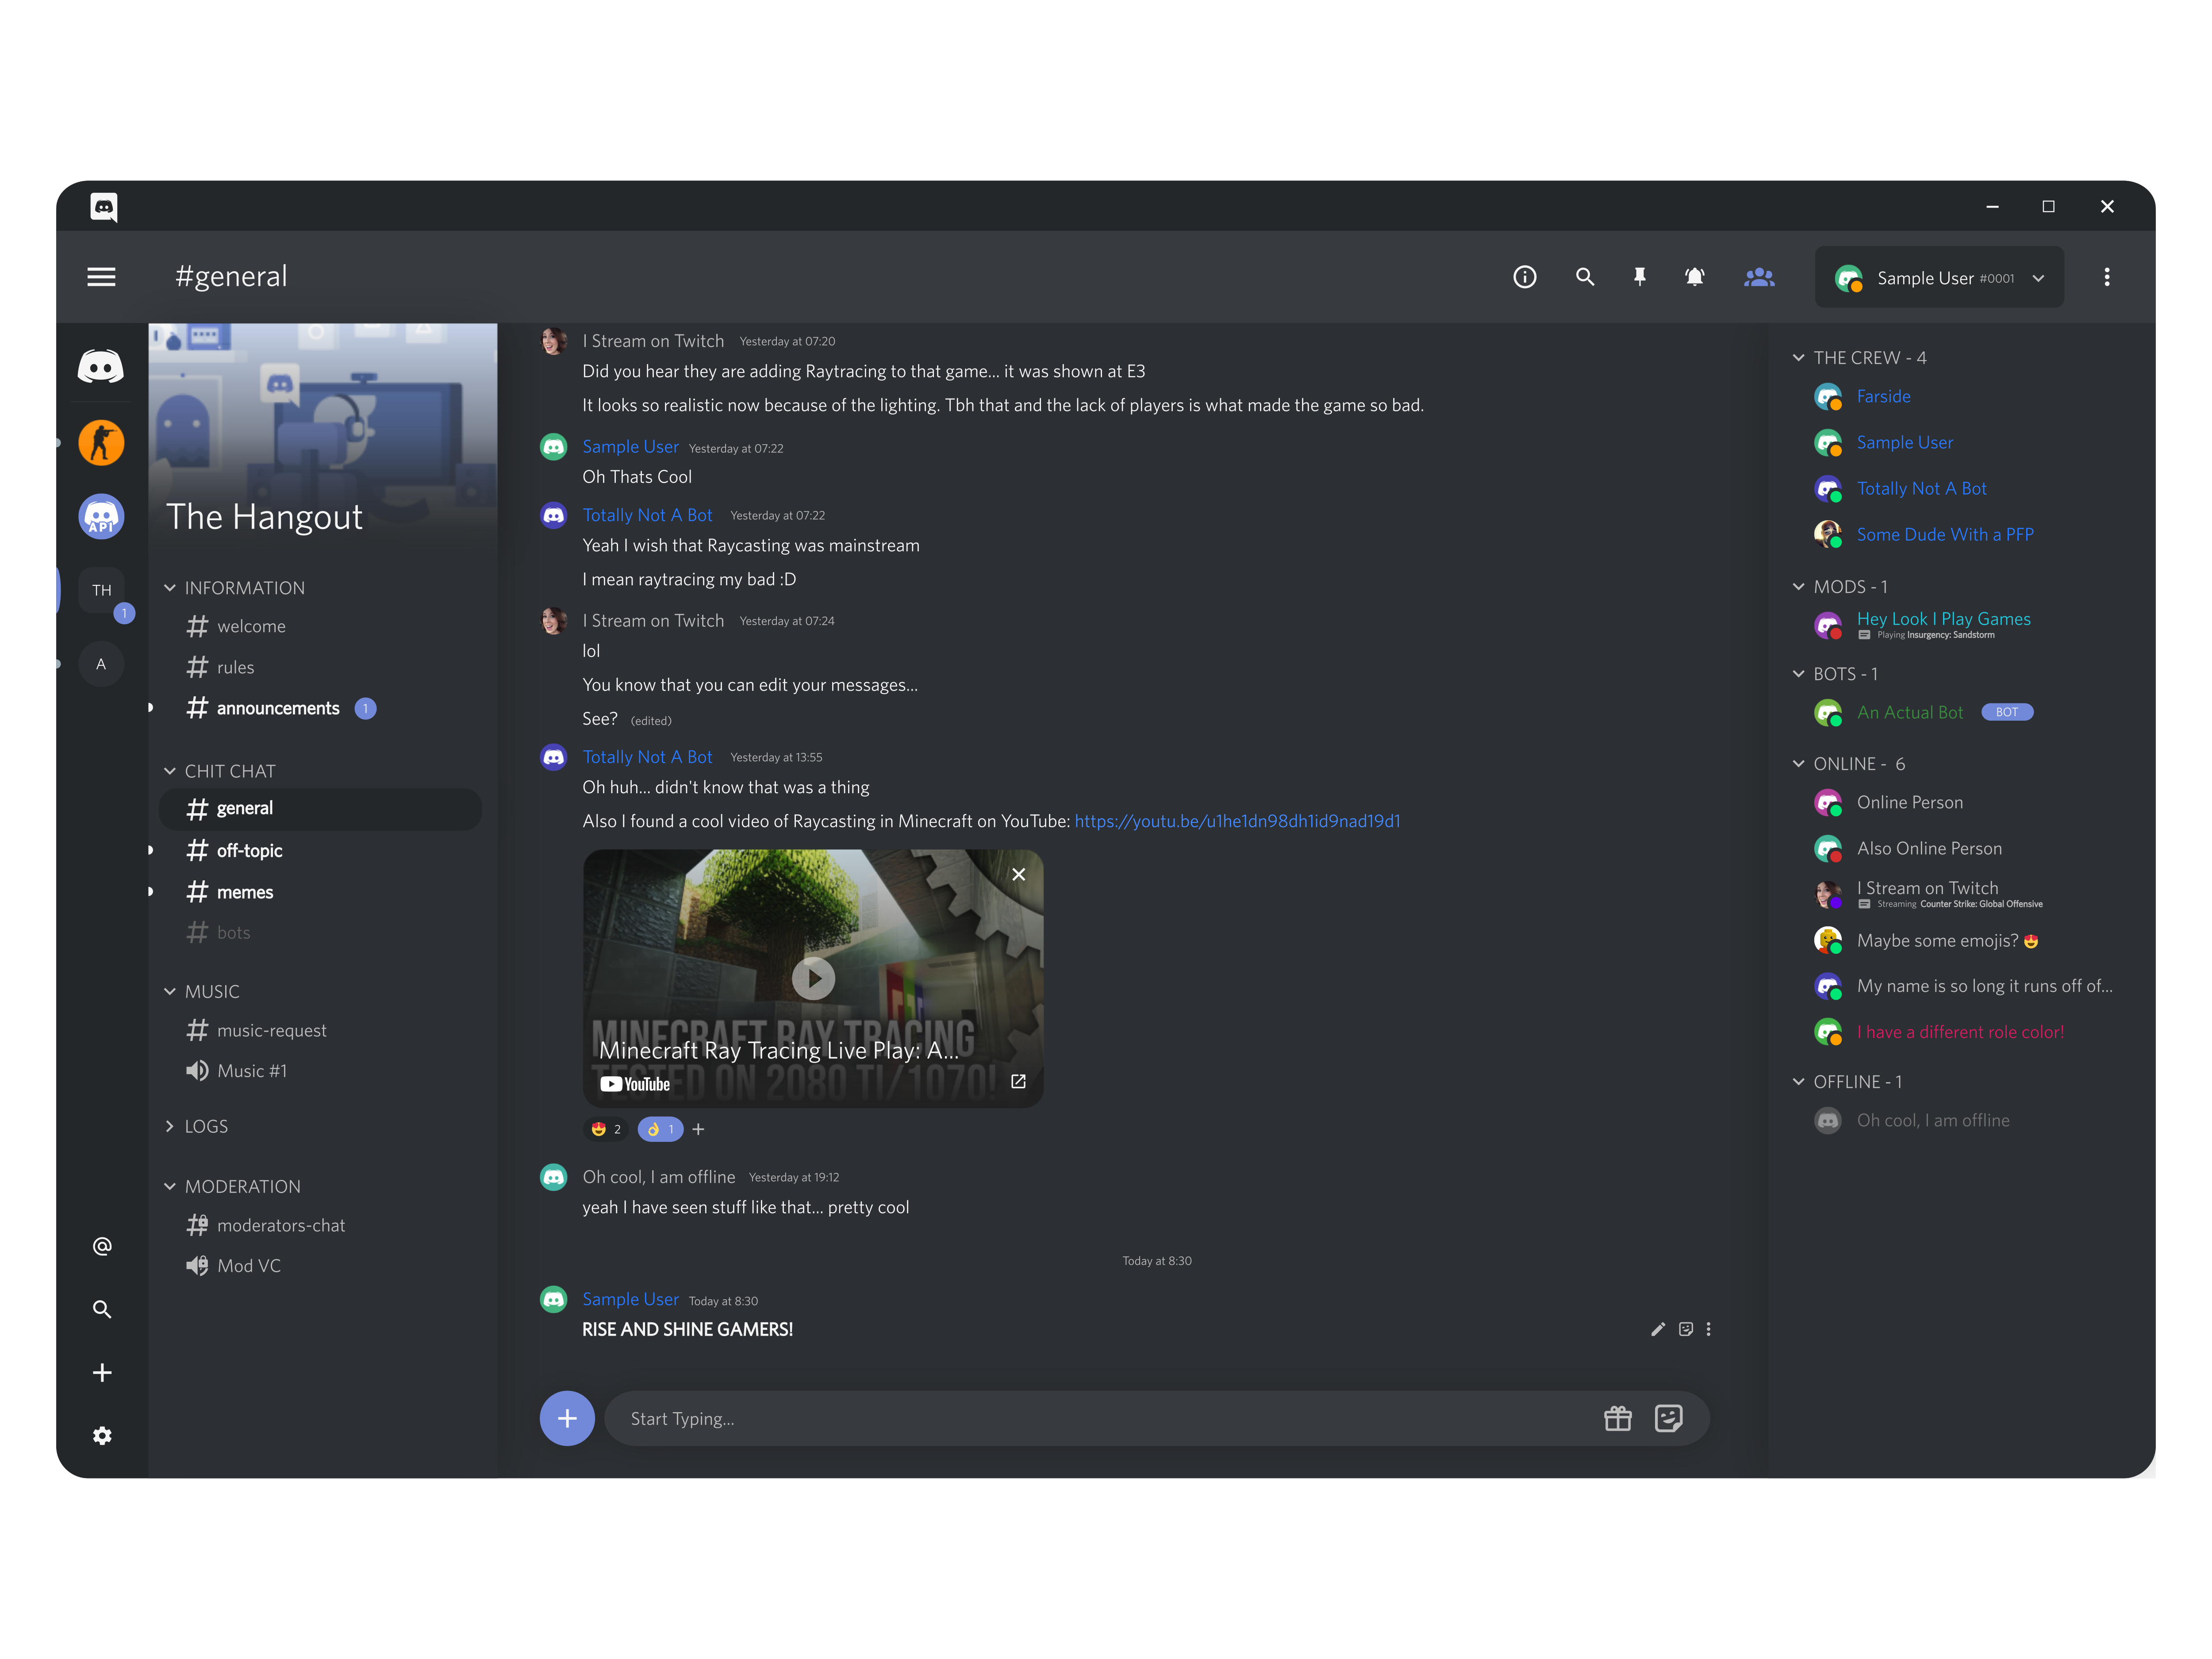 #general
Sample User #0001
API
TH
1
A
The Hangout
INFORMATION
welcome
rules
announcements 1
CHIT CHAT
general
off-topic
memes
bots
MUSIC
music-request
Music #1
LOGS
MODERATION
moderators-chat
Mod VC
I Stream on Twitch Yesterday at 07:20
Did you hear they are adding Raytracing to that game... it was shown at E3
It looks so realistic now because of the lighting. Tbh that and the lack of players is what made the game so bad.
Sample User Yesterday at 07:22
Oh Thats Cool
Totally Not A Bot Yesterday at 07:22
Yeah I wish that Raycasting was mainstream
I mean raytracing my bad :D
I Stream on Twitch Yesterday at 07:24
lol
You know that you can edit your messages...
See? (edited)
Totally Not A Bot Yesterday at 13:55
Oh huh... didn't know that was a thing
Also I found a cool video of Raycasting in Minecraft on YouTube: https://youtu.be/u1he1dn98dh1id9nad19d1
MINECRAFT RAY TRACING
Minecraft Ray Tracing Live Play: A...
TESTED ON 2080 TI/1070!
YouTube
😍 2 👌 1 +
Oh cool, I am offline Yesterday at 19:12
yeah I have seen stuff like that... pretty cool
Today at 8:30
Sample User Today at 8:30
RISE AND SHINE GAMERS!
Start Typing...
THE CREW - 4
Farside
Sample User
Totally Not A Bot
Some Dude With a PFP
MODS - 1
Hey Look I Play Games
Playing Insurgency: Sandstorm
BOTS - 1
An Actual Bot BOT
ONLINE - 6
Online Person
Also Online Person
I Stream on Twitch
Streaming Counter Strike: Global Offensive
Maybe some emojis? 😍
My name is so long it runs off of...
I have a different role color!
OFFLINE - 1
Oh cool, I am offline